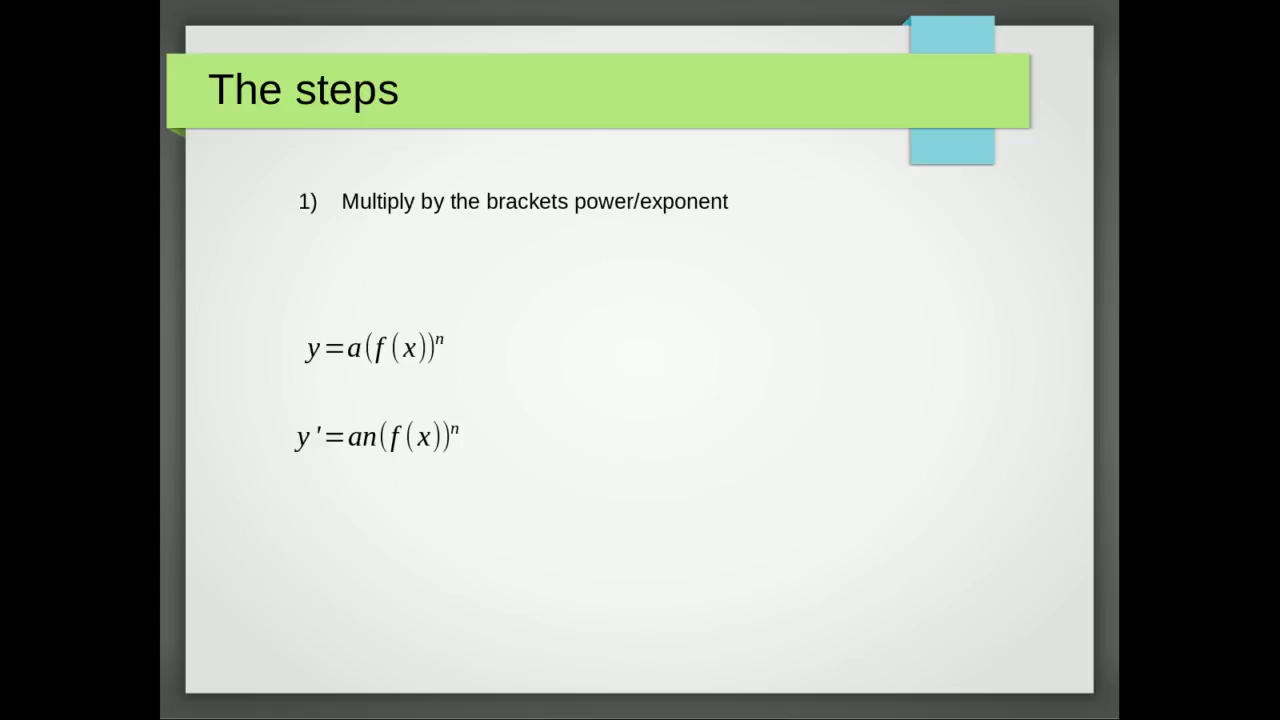 The steps
1) Multiply by the brackets power/exponent
y=a(f(x))ⁿ
y'=an(f(x))ⁿ